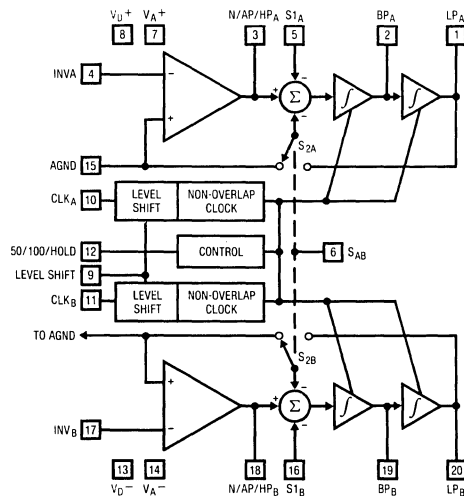 V_D+ V_A+ N/AP/HP_A S1_A BP_A LP_A
8 7 3 5 2 1
INVA 4 − + Σ − − ∫ ∫
+
S_2A
AGND 15
CLK_A 10 LEVEL SHIFT NON-OVERLAP CLOCK
50/100/HOLD 12 CONTROL 6 S_AB
LEVEL SHIFT 9
CLK_B 11 LEVEL SHIFT NON-OVERLAP CLOCK
TO AGND
S_2B
+
INV_B 17 − + Σ − − ∫ ∫
13 14 18 16 19 20
V_D− V_A− N/AP/HP_B S1_B BP_B LP_B